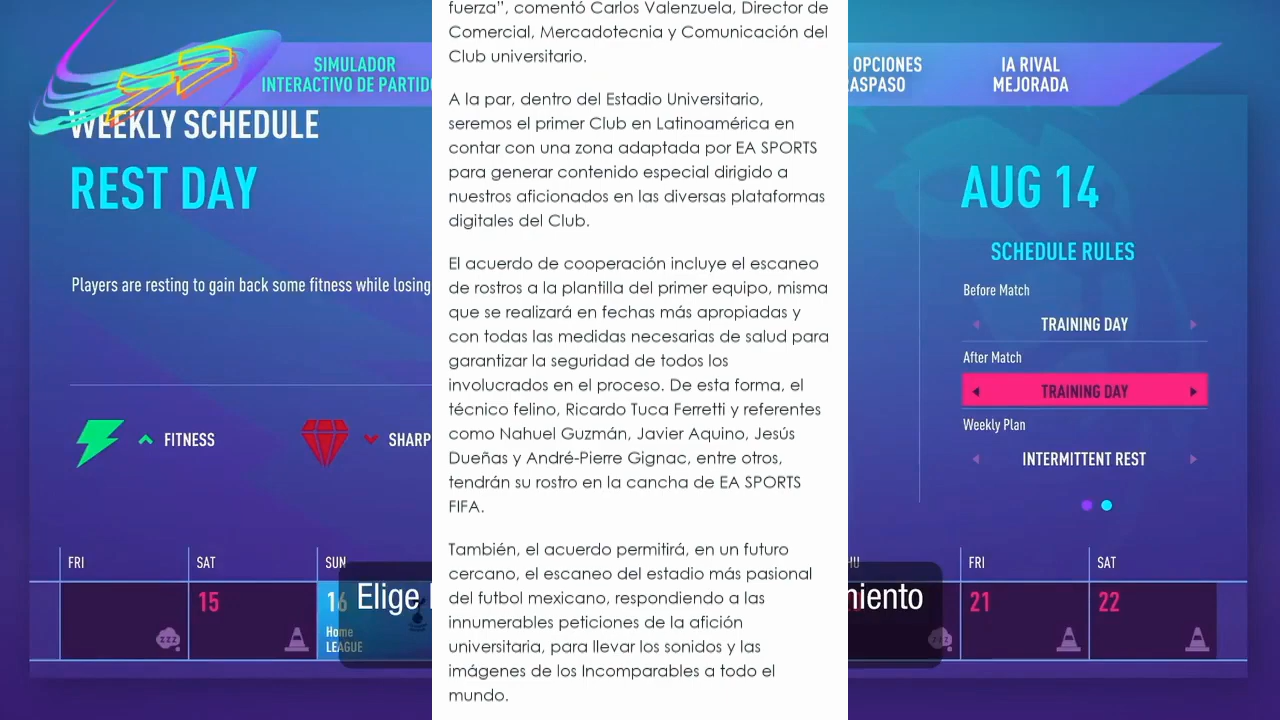 SIMULADOR
INTERACTIVO DE PARTIDO
OPCIONES
ASPASO
IA RIVAL
MEJORADA
WEEKLY SCHEDULE
REST DAY
Players are resting to gain back some fitness while losing
FITNESS
SHARP
fuerza”, comentó Carlos Valenzuela, Director de
Comercial, Mercadotecnia y Comunicación del
Club universitario.
A la par, dentro del Estadio Universitario,
seremos el primer Club en Latinoamérica en
contar con una zona adaptada por EA SPORTS
para generar contenido especial dirigido a
nuestros aficionados en las diversas plataformas
digitales del Club.
El acuerdo de cooperación incluye el escaneo
de rostros a la plantilla del primer equipo, misma
que se realizará en fechas más apropiadas y
con todas las medidas necesarias de salud para
garantizar la seguridad de todos los
involucrados en el proceso. De esta forma, el
técnico felino, Ricardo Tuca Ferretti y referentes
como Nahuel Guzmán, Javier Aquino, Jesús
Dueñas y André-Pierre Gignac, entre otros,
tendrán su rostro en la cancha de EA SPORTS
FIFA.
También, el acuerdo permitirá, en un futuro
cercano, el escaneo del estadio más pasional
del futbol mexicano, respondiendo a las
innumerables peticiones de la afición
universitaria, para llevar los sonidos y las
imágenes de los Incomparables a todo el
mundo.
AUG 14
SCHEDULE RULES
Before Match
TRAINING DAY
After Match
TRAINING DAY
Weekly Plan
INTERMITTENT REST
FRI
SAT
SUN
HU
FRI
SAT
15
16
21
22
Home
LEAGUE
zzz
zzz
Elige
miento